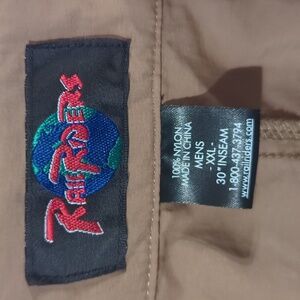 RAILRIDERS
100% NYLON
MADE IN CHINA
MENS
-XXL-
30" INSEAM
1-800-437-3794
www.railriders.com